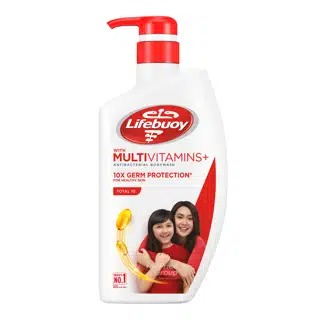 Lifebuoy
WITH
MULTIVITAMINS+
ANTIBACTERIAL BODYWASH
10X GERM PROTECTION*
FOR HEALTHY SKIN
TOTAL 10
NO.1